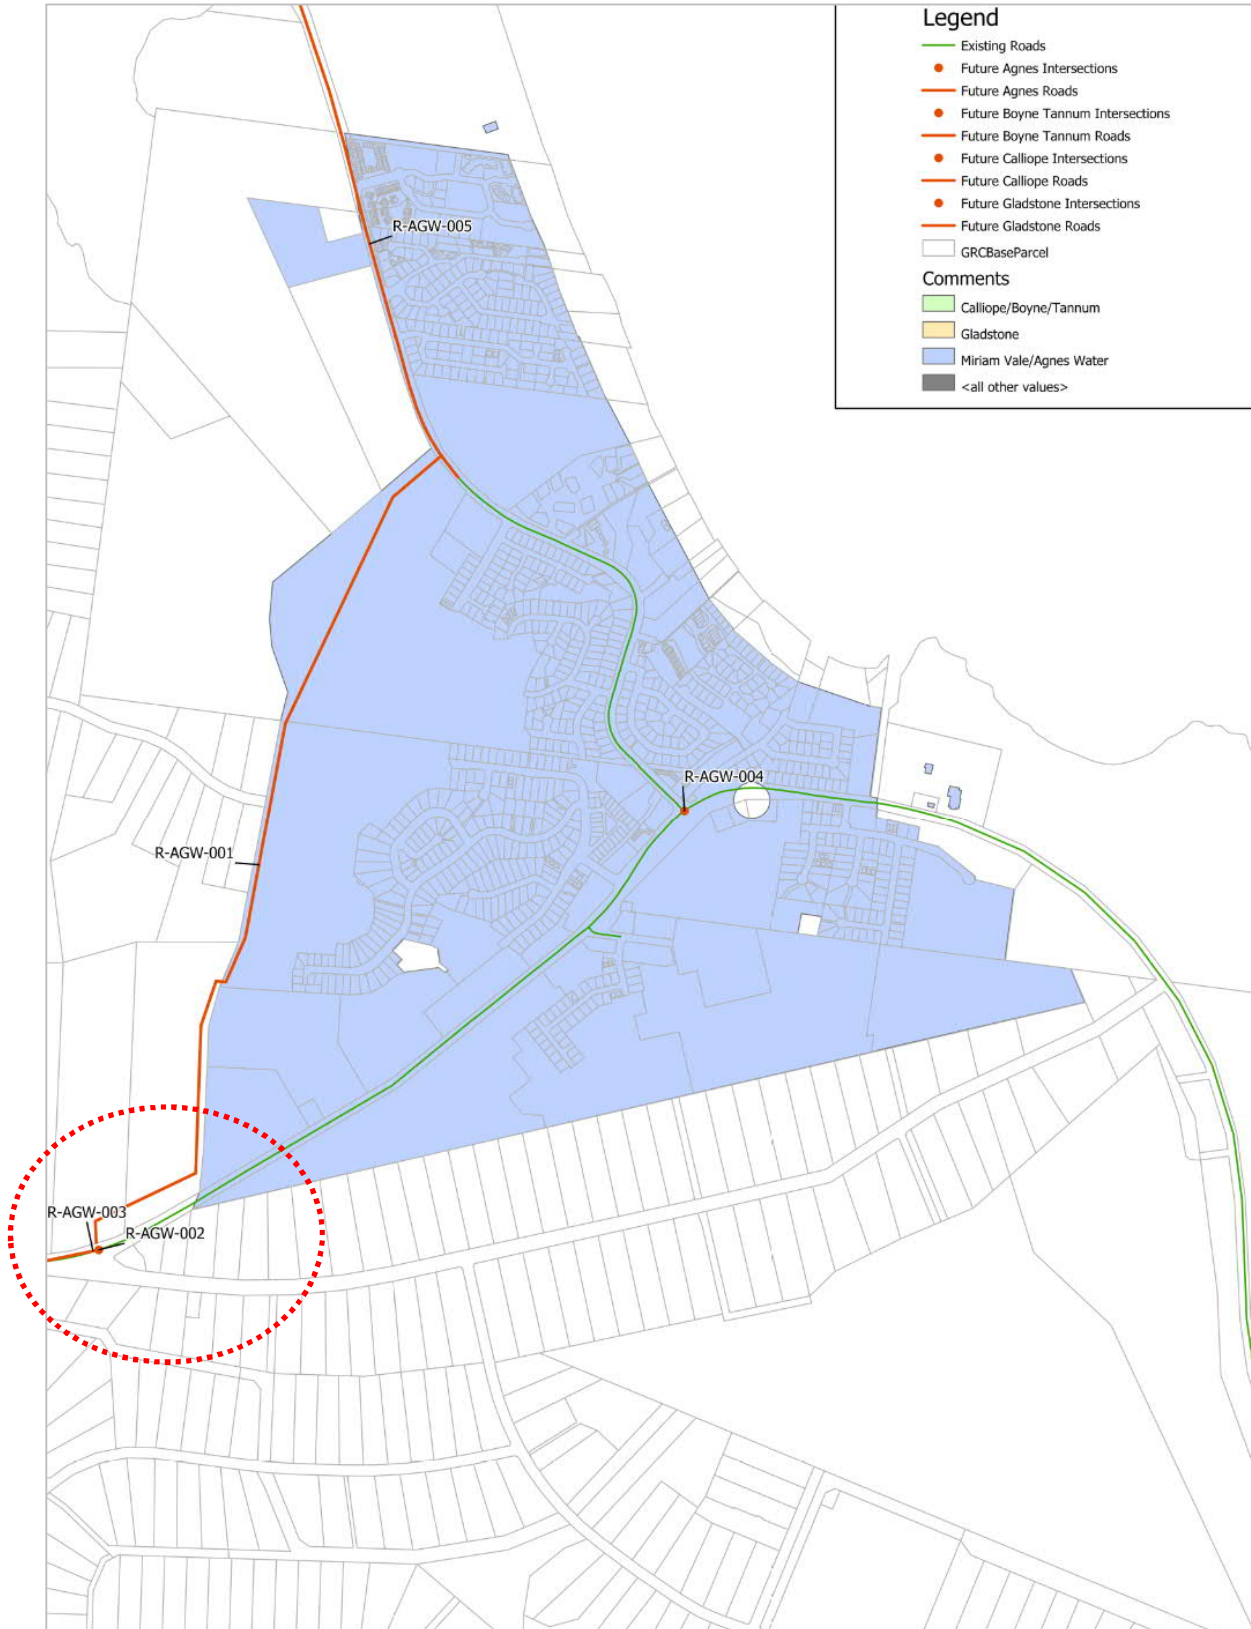 Legend
Existing Roads
Future Agnes Intersections
Future Agnes Roads
Future Boyne Tannum Intersections
Future Boyne Tannum Roads
Future Calliope Intersections
Future Calliope Roads
Future Gladstone Intersections
Future Gladstone Roads
GRCBaseParcel
Comments
Calliope/Boyne/Tannum
Gladstone
Miriam Vale/Agnes Water
<all other values>
R-AGW-005
R-AGW-004
R-AGW-001
R-AGW-003
R-AGW-002